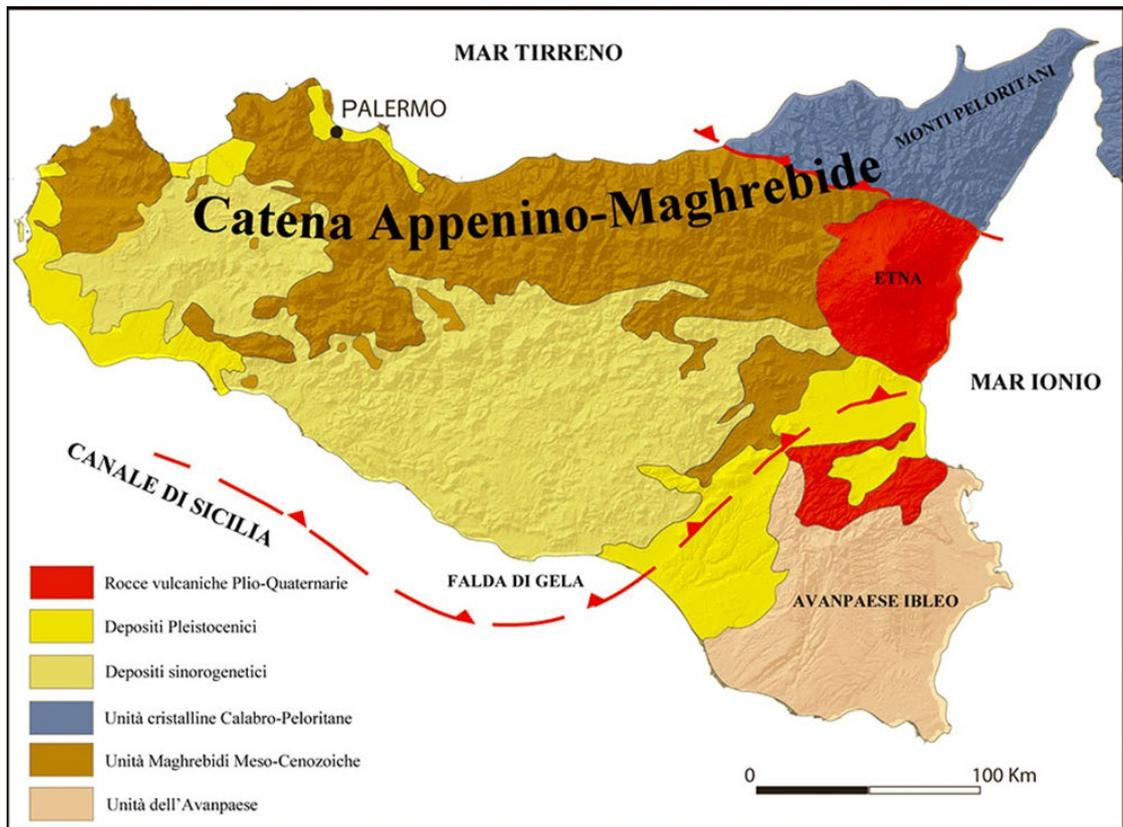 MAR TIRRENO
PALERMO
MONTI PELORITANI
Catena Appenino-Maghrebide
ETNA
MAR IONIO
CANALE DI SICILIA
FALDA DI GELA
AVANPAESE IBLEO
Rocce vulcaniche Plio-Quaternarie
Depositi Pleistocenici
Depositi sinorogenetici
Unità cristalline Calabro-Peloritane
Unità Maghrebidi Meso-Cenozoiche
Unità dell'Avanpaese
0 100 Km